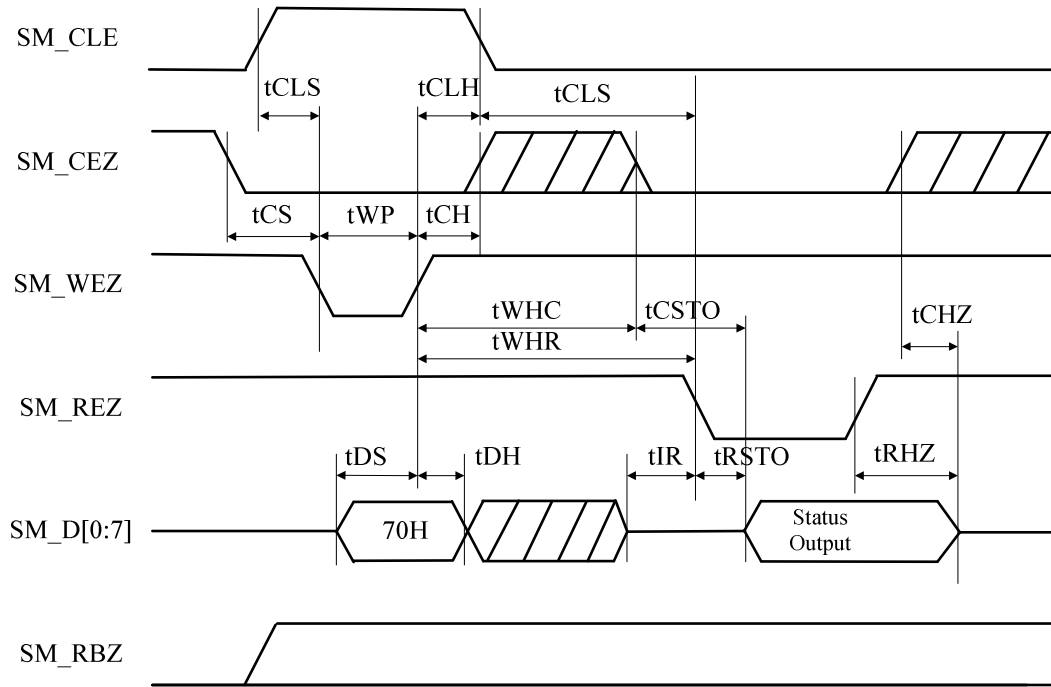 SM_CLE
tCLS
tCLH
tCLS
SM_CEZ
tCS
tWP
tCH
SM_WEZ
tWHC
tCSTO
tCHZ
tWHR
SM_REZ
tDS
tDH
tIR
tRSTO
tRHZ
SM_D[0:7]
70H
Status
Output
SM_RBZ